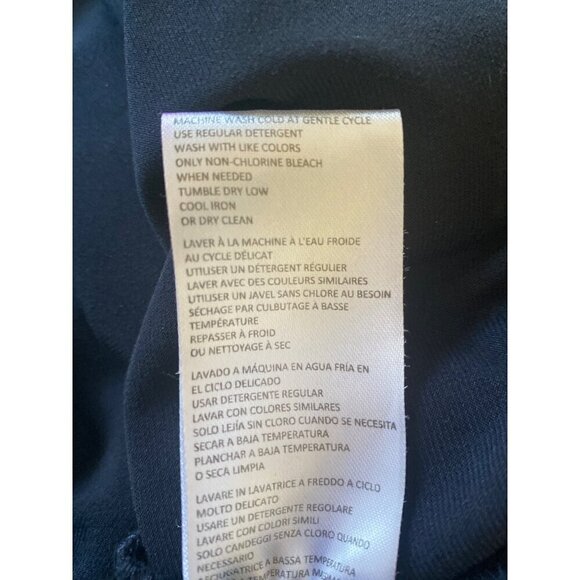 MACHINE WASH COLD AT GENTLE CYCLE
USE REGULAR DETERGENT
WASH WITH LIKE COLORS
ONLY NON-CHLORINE BLEACH
WHEN NEEDED
TUMBLE DRY LOW
COOL IRON
OR DRY CLEAN
LAVER À LA MACHINE À L'EAU FROIDE
AU CYCLE DÉLICAT
UTILISER UN DÉTERGENT RÉGULIER
LAVER AVEC DES COULEURS SIMILAIRES
UTILISER UN JAVEL SANS CHLORE AU BESOIN
SÉCHAGE PAR CULBUTAGE À BASSE
TEMPÉRATURE
REPASSER À FROID
OU NETTOYAGE À SEC
LAVADO A MÁQUINA EN AGUA FRÍA EN
EL CICLO DELICADO
USAR DETERGENTE REGULAR
LAVAR CON COLORES SIMILARES
SOLO LEJÍA SIN CLORO CUANDO SE NECESITA
SECAR A BAJA TEMPERATURA
PLANCHAR A BAJA TEMPERATURA
O SECA LIMPIA
LAVARE IN LAVATRICE A FREDDO A CICLO
MOLTO DELICATO
USARE UN DETERGENTE REGOLARE
LAVARE CON COLORI SIMILI
SOLO CANDEGGI SENZA CLORO QUANDO
NECESSARIO
ASCIUGATRICE A BASSA TEMPERATURA
A TEMPERATURA